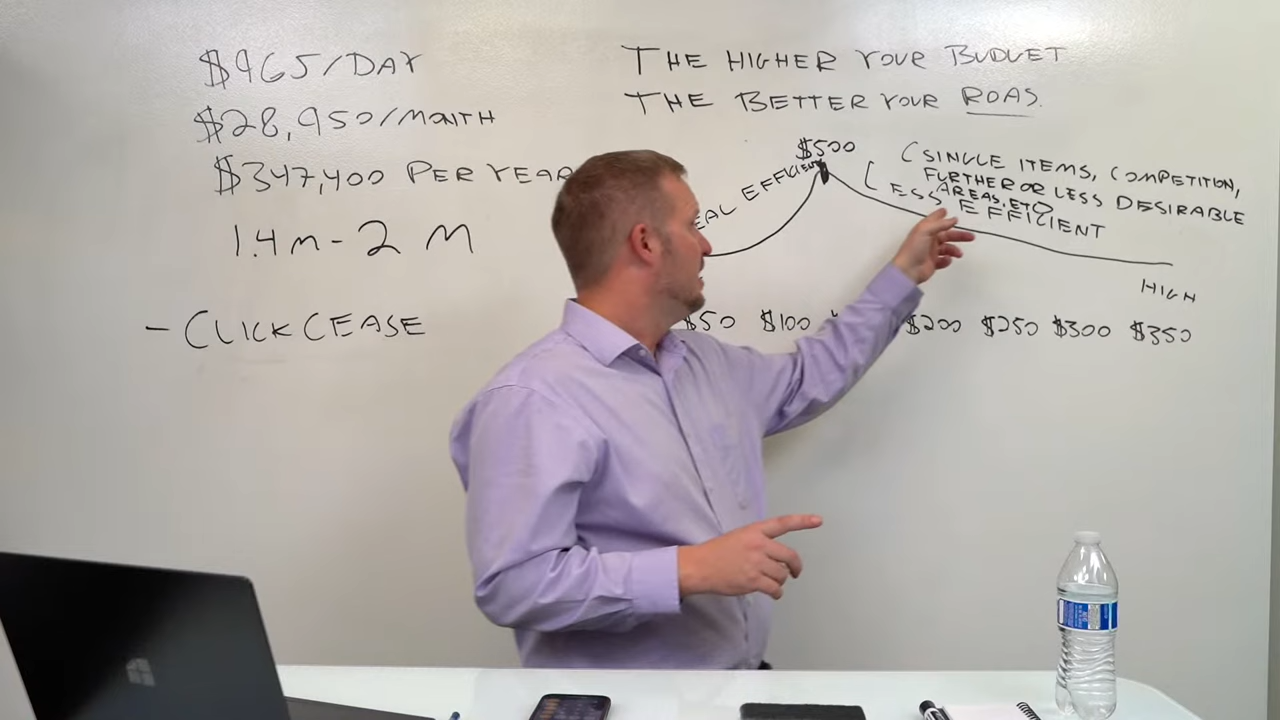 $965/DAY
$28,950/MONTH
$347,400 PER YEAR
1.4M - 2 M
- CLICKCEASE
THE HIGHER YOUR BUDGET
THE BETTER YOUR ROAS.
$500
EFFICIENT
(SINGLE ITEMS, COMPETITION,
FURTHER OR LESS DESIRABLE
AREAS, ETC)
LESS EFFICIENT
HIGH
$50 $100 $200 $250 $300 $350